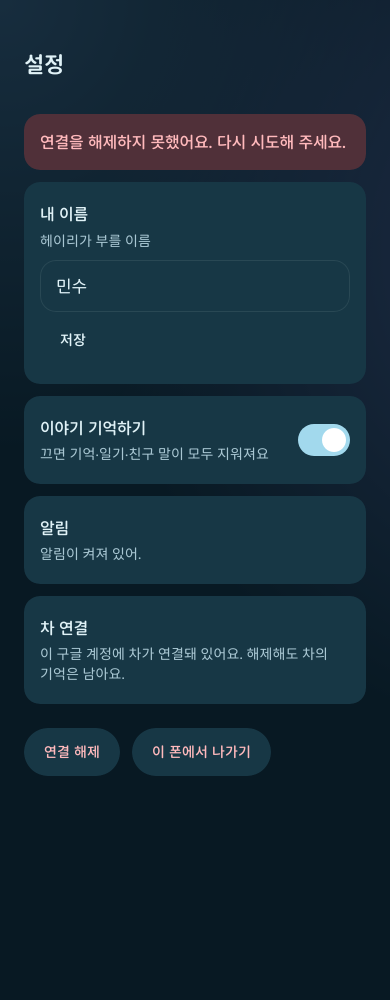 설정
연결을 해제하지 못했어요. 다시 시도해 주세요.
내 이름
헤이리가 부를 이름
민수
저장
이야기 기억하기
끄면 기억·일기·친구 말이 모두 지워져요
알림
알림이 켜져 있어.
차 연결
이 구글 계정에 차가 연결돼 있어요. 해제해도 차의
기억은 남아요.
연결 해제
이 폰에서 나가기